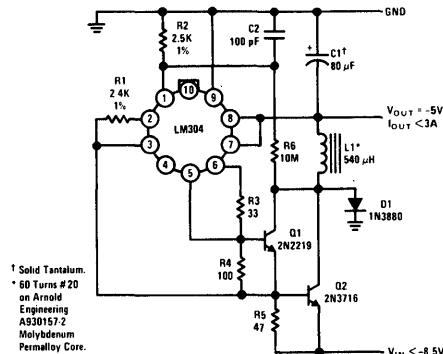 GND
R2
2.5K
1%
C2
100 pF
C1†
+
80 µF
R1
2 4K
1%
10
1
9
2
8
LM304
3
7
4
6
5
VOUT = -5V
IOUT <3A
R6
10M
L1*
540 µH
R3
33
D1
1N3880
Q1
2N2219
R4
100
Q2
2N3716
R5
47
† Solid Tantalum.
* 60 Turns #20
on Arnold
Engineering
A930157-2
Molybdenum
Permalloy Core.
VIN < -8.5V